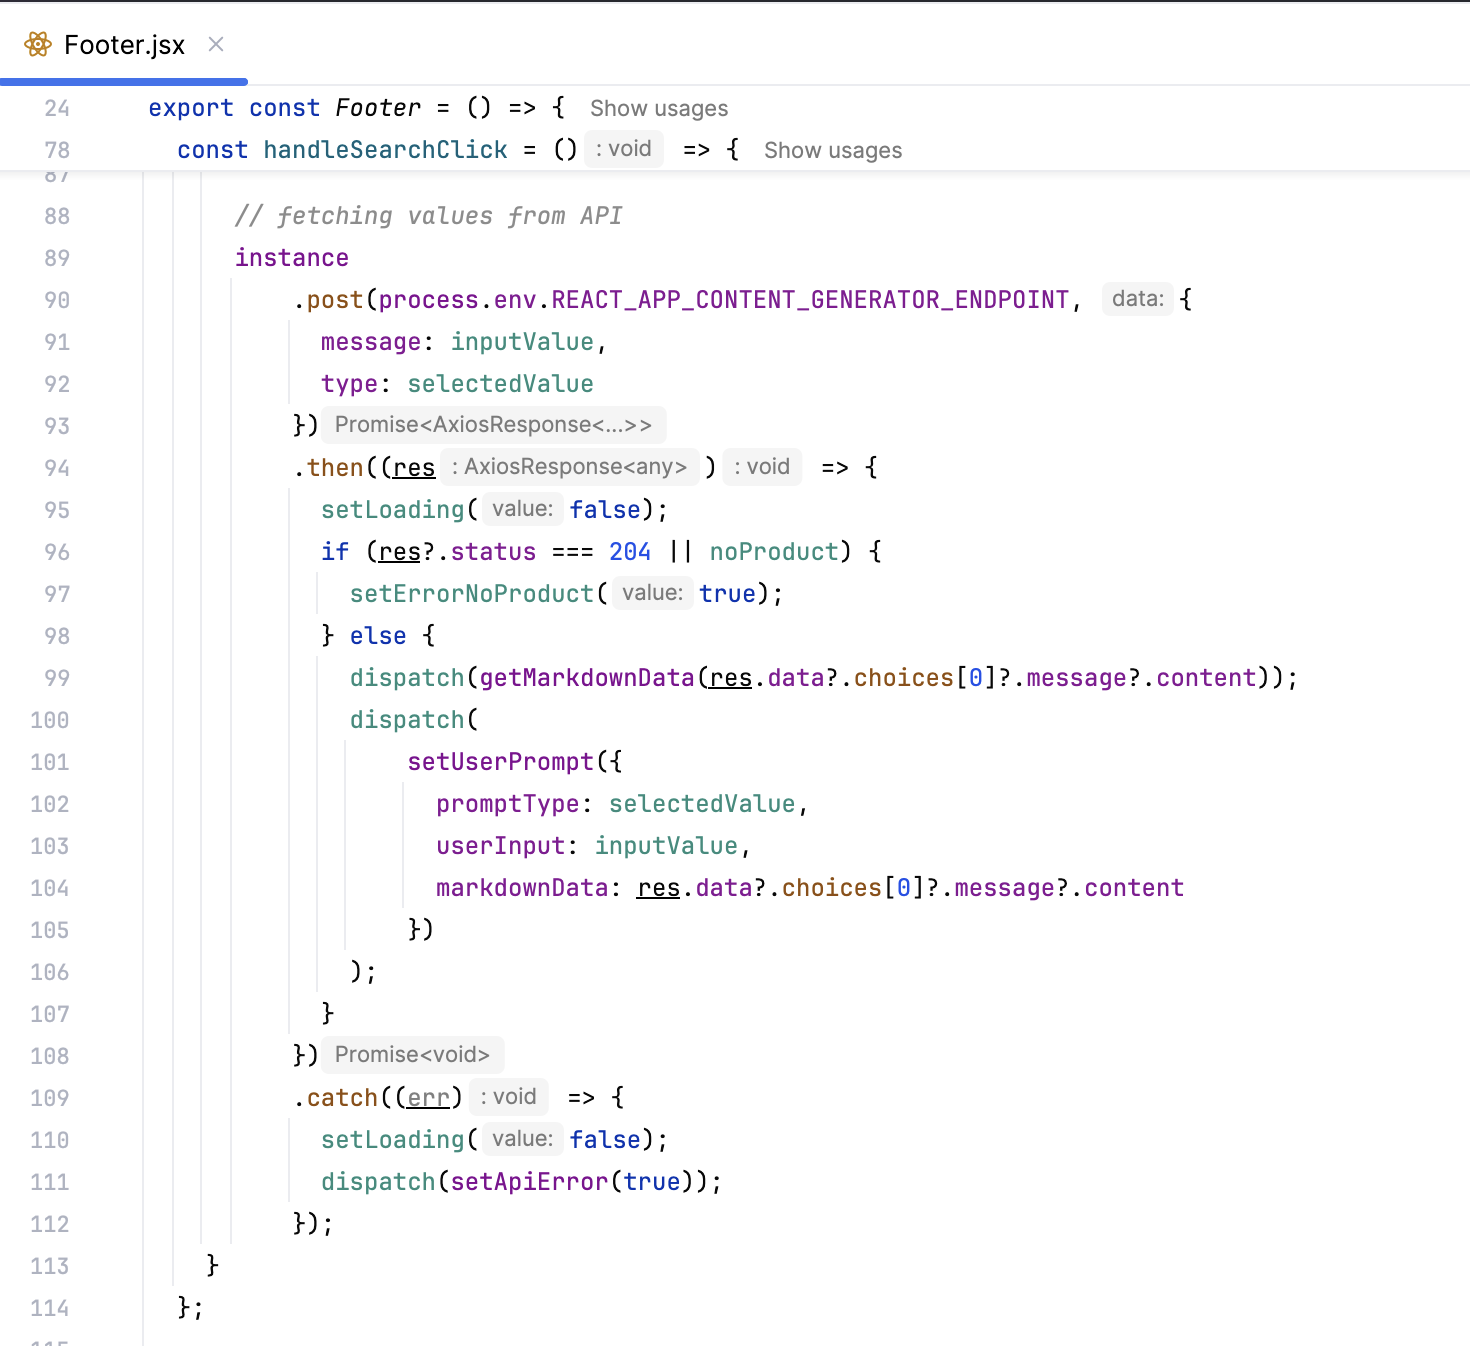 Footer.jsx
24 export const Footer = () => { Show usages
78 const handleSearchClick = () : void => { Show usages
87
88 // fetching values from API
89 instance
90 .post(process.env.REACT_APP_CONTENT_GENERATOR_ENDPOINT, data: {
91 message: inputValue,
92 type: selectedValue
93 }) Promise<AxiosResponse<...>>
94 .then((res : AxiosResponse<any> ) : void => {
95 setLoading( value: false);
96 if (res?.status === 204 || noProduct) {
97 setErrorNoProduct( value: true);
98 } else {
99 dispatch(getMarkdownData(res.data?.choices[0]?.message?.content));
100 dispatch(
101 setUserPrompt({
102 promptType: selectedValue,
103 userInput: inputValue,
104 markdownData: res.data?.choices[0]?.message?.content
105 })
106 );
107 }
108 }) Promise<void>
109 .catch((err) : void => {
110 setLoading( value: false);
111 dispatch(setApiError(true));
112 });
113 }
114 };
115